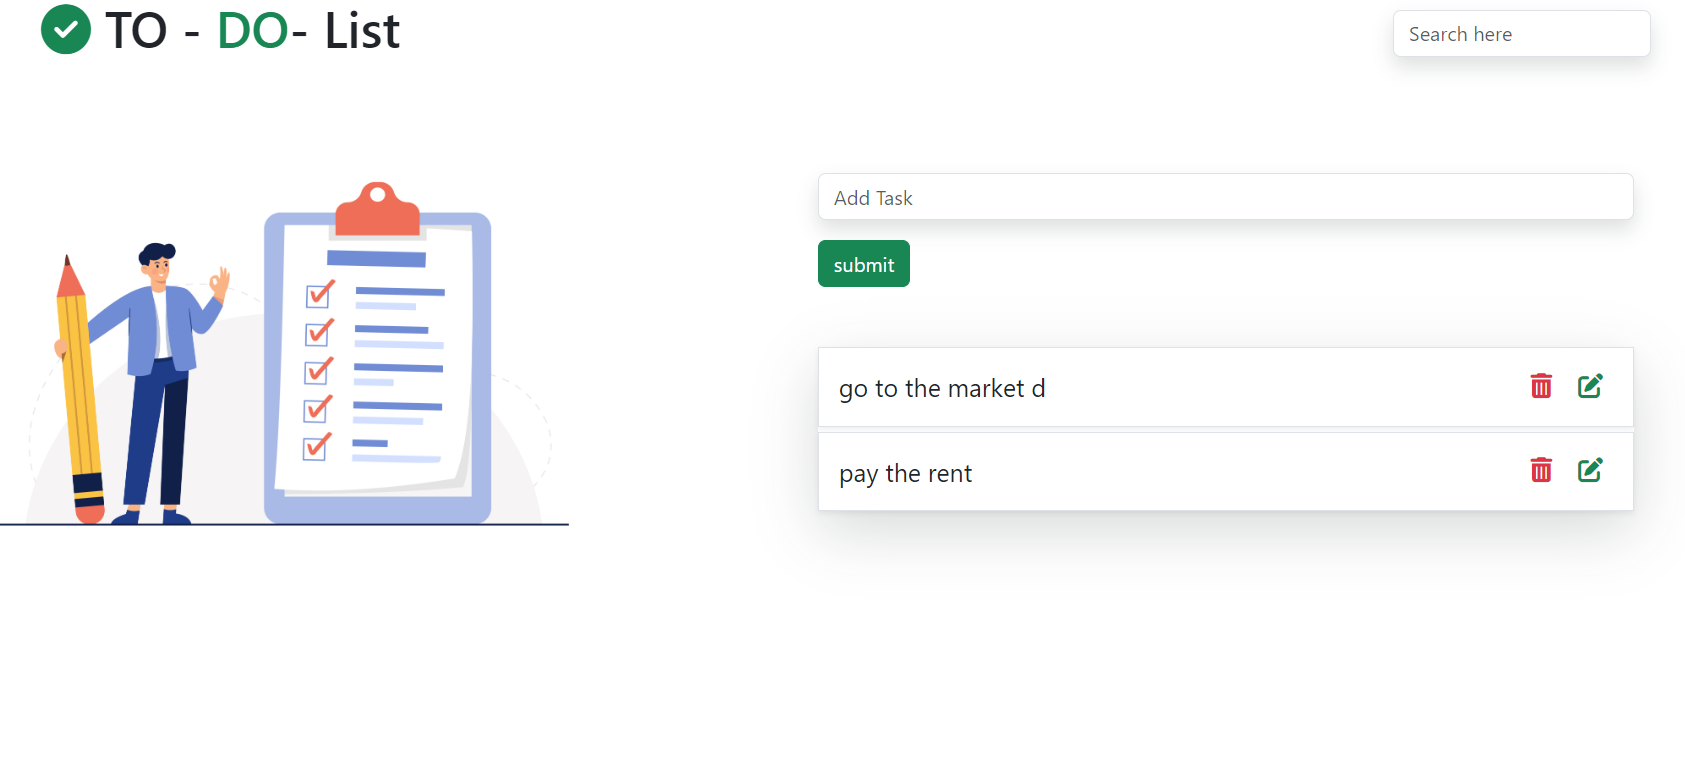 TO - DO- List
Search here
Add Task
submit
go to the market d
pay the rent